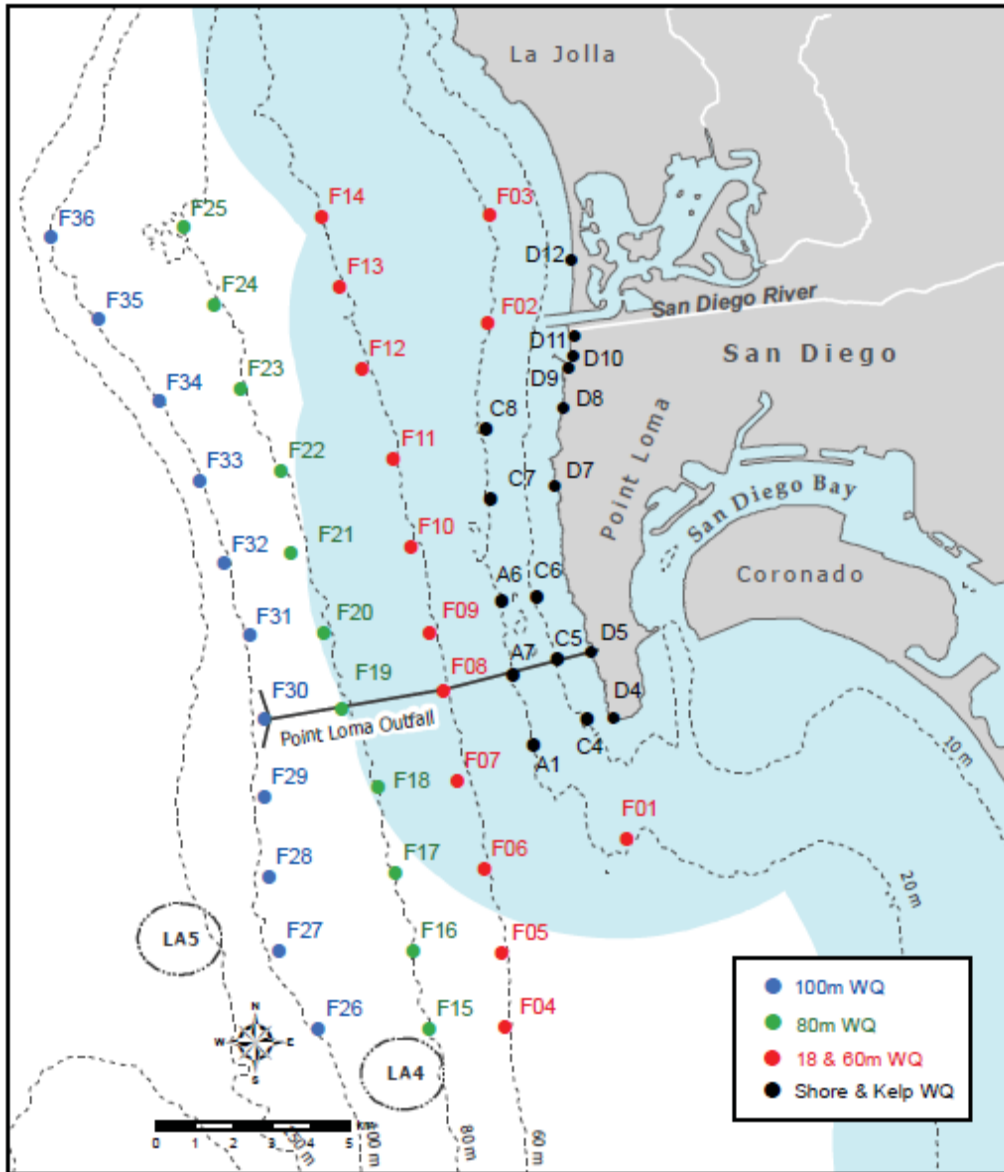 La Jolla
F14
F03
F25
F36
D12
F13
F24
F35
San Diego River
F02
D11
San Diego
D10
F12
D9
F23
D8
F34
C8
Point Loma
F11
F22
F33
D7
C7
San Diego Bay
F10
F21
F32
C6
A6
Coronado
F09
F20
F31
D5
C5
A7
F08
F19
F30
D4
Point Loma Outfall
C4
A1
10 m
F07
F18
F29
F01
F06
F17
F28
20 m
F05
F16
F27
LA5
N
W E
S
F26
F15
F04
LA4
100m WQ
80m WQ
18 & 60m WQ
Shore & Kelp WQ
km
0 1 2 3 4 5
80 m
60 m